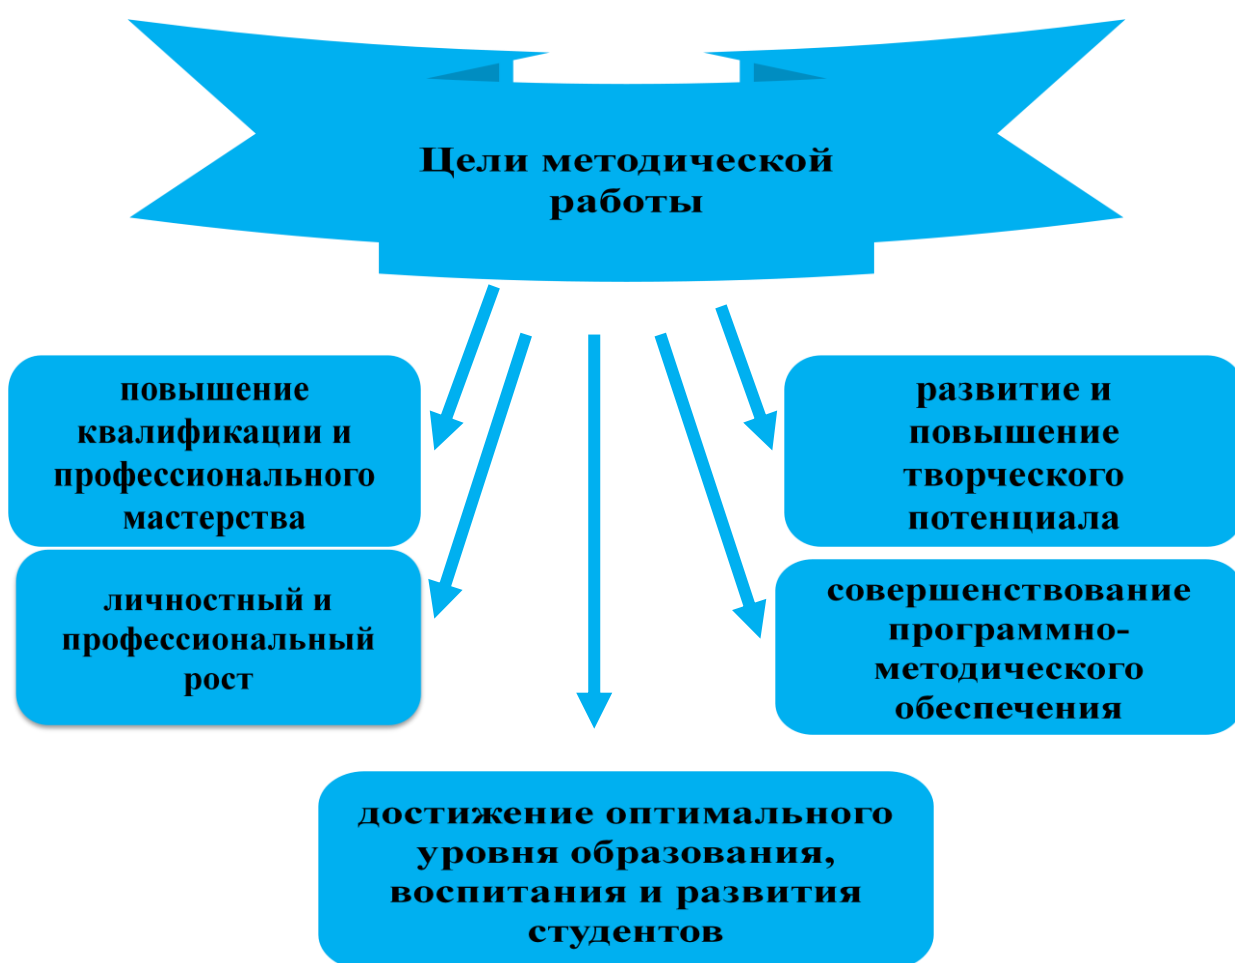 Цели методической
работы
повышение
квалификации и
профессионального
мастерства
личностный и
профессиональный
рост
развитие и
повышение
творческого
потенциала
совершенствование
программно-
методического
обеспечения
достижение оптимального
уровня образования,
воспитания и развития
студентов